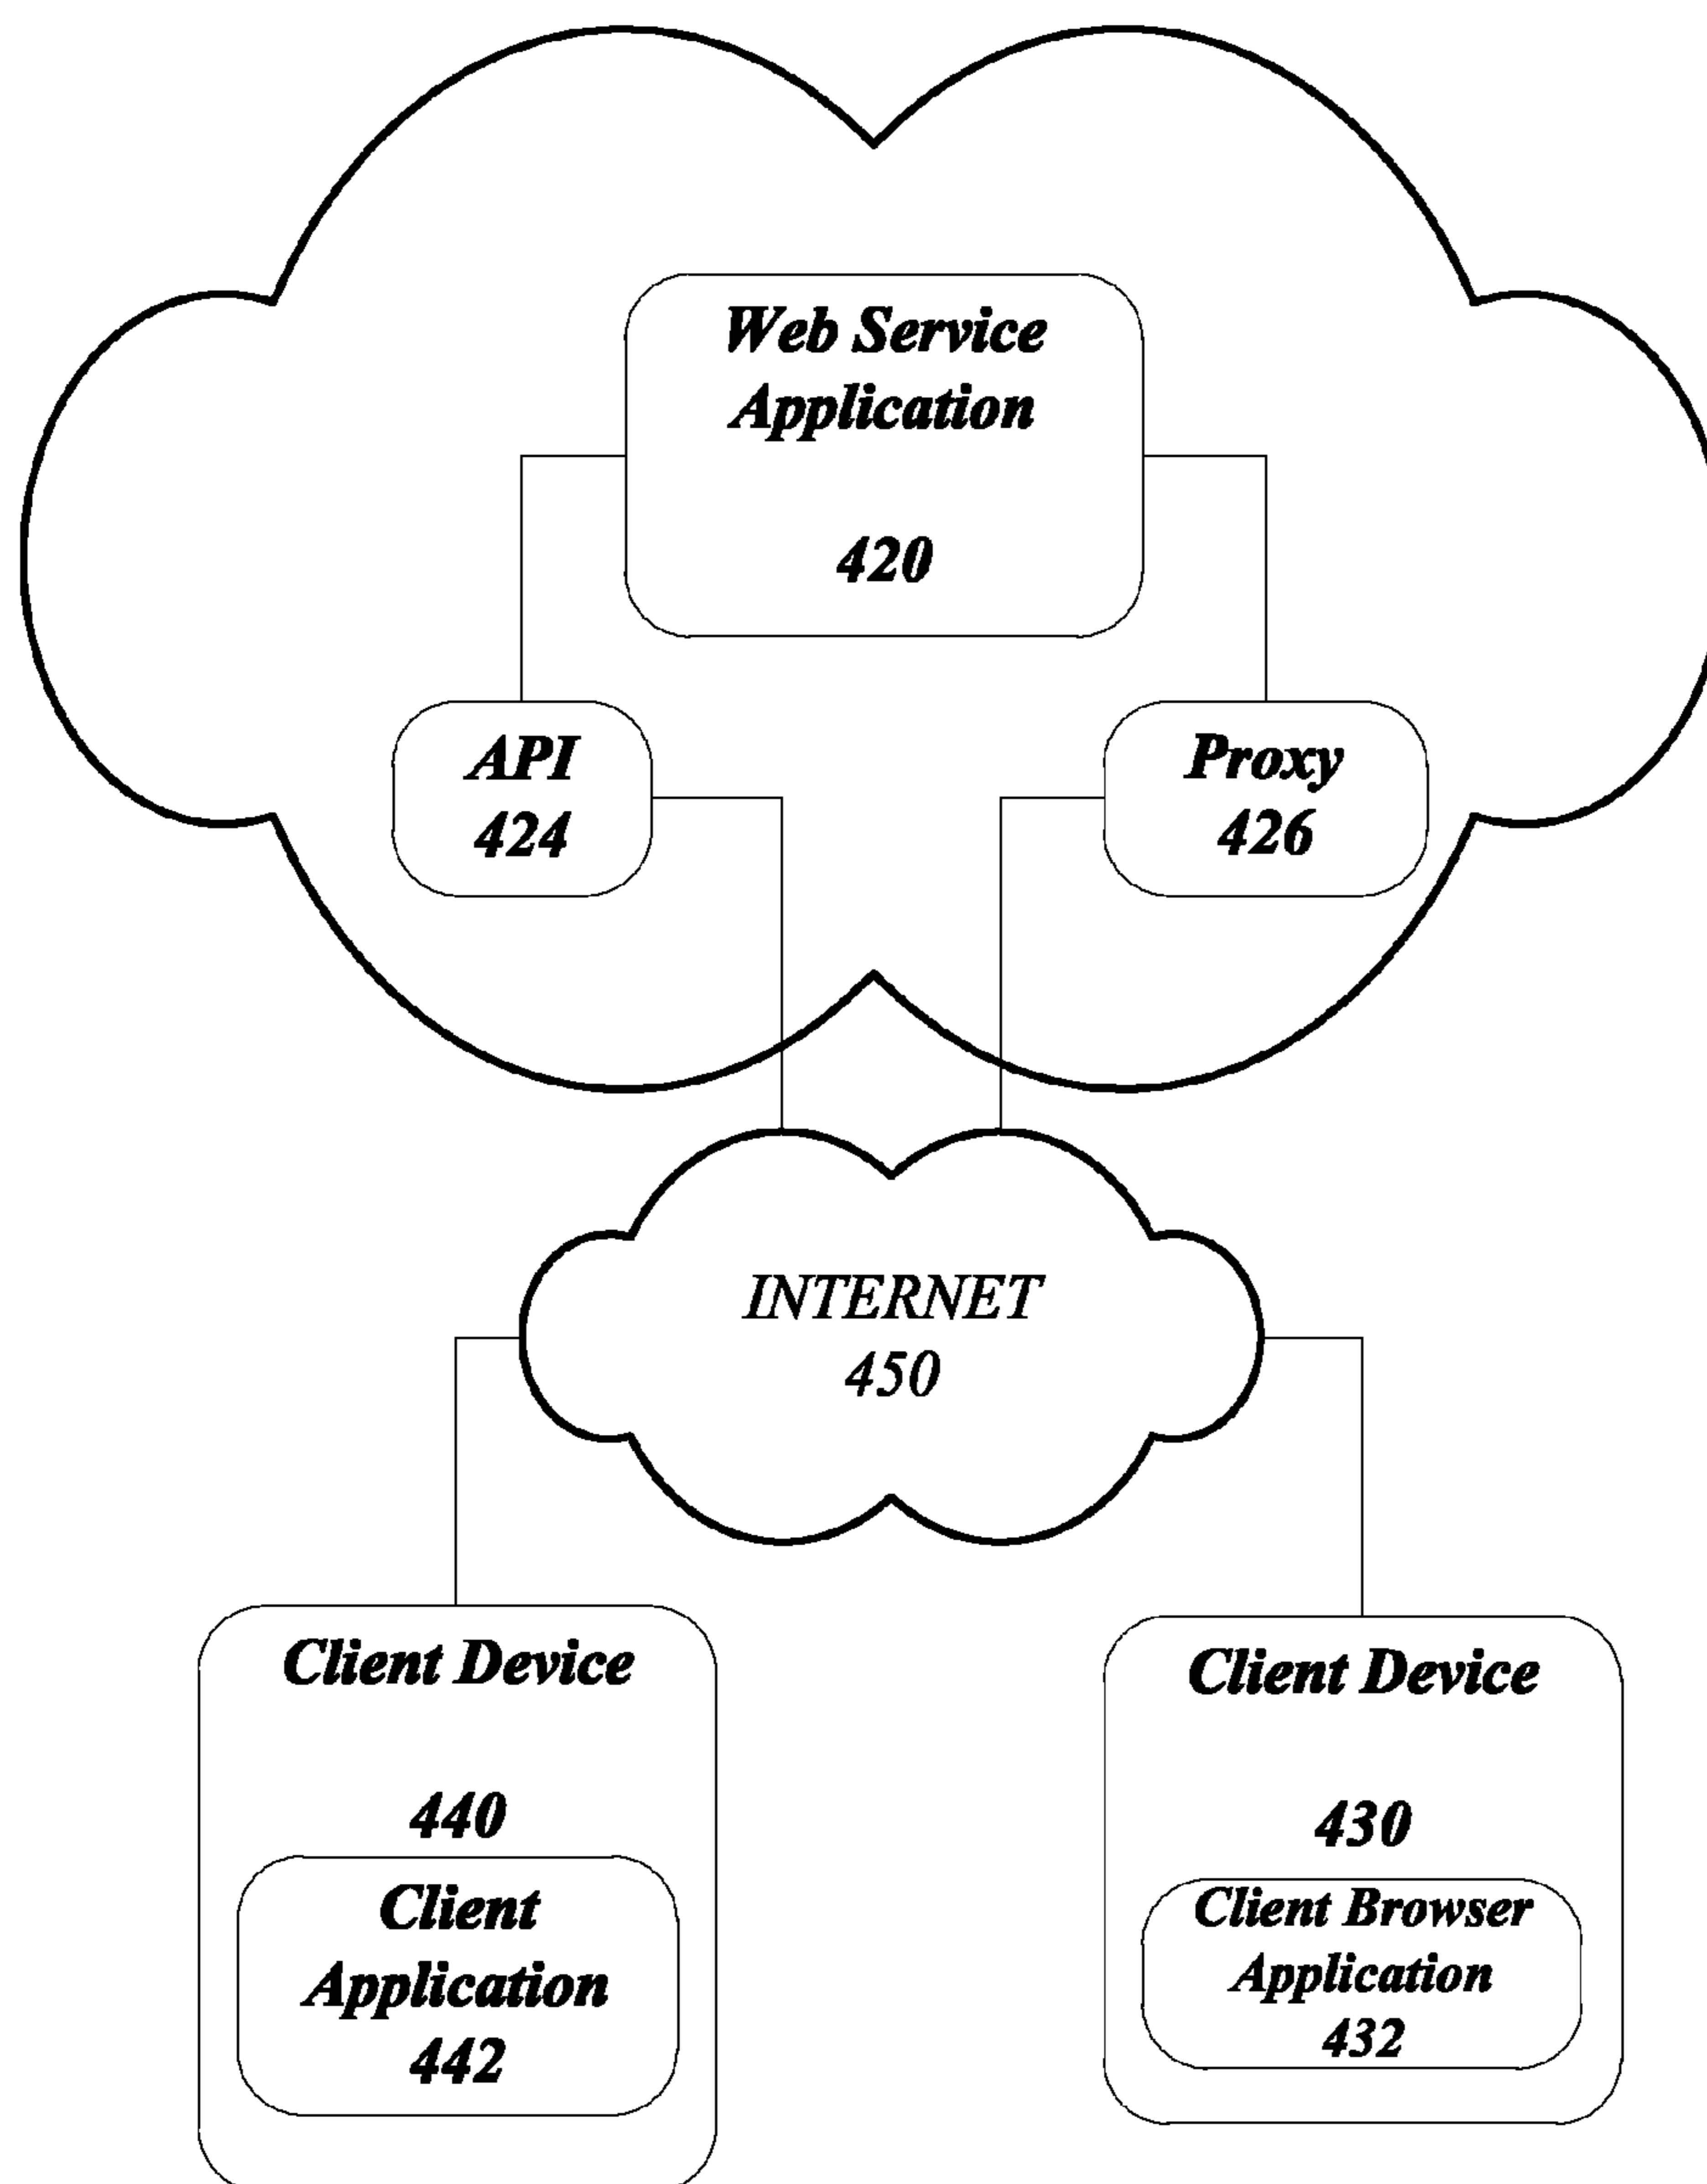 Web Service
Application
420
API
424
Proxy
426
INTERNET
450
Client Device
440
Client
Application
442
Client Device
430
Client Browser
Application
432